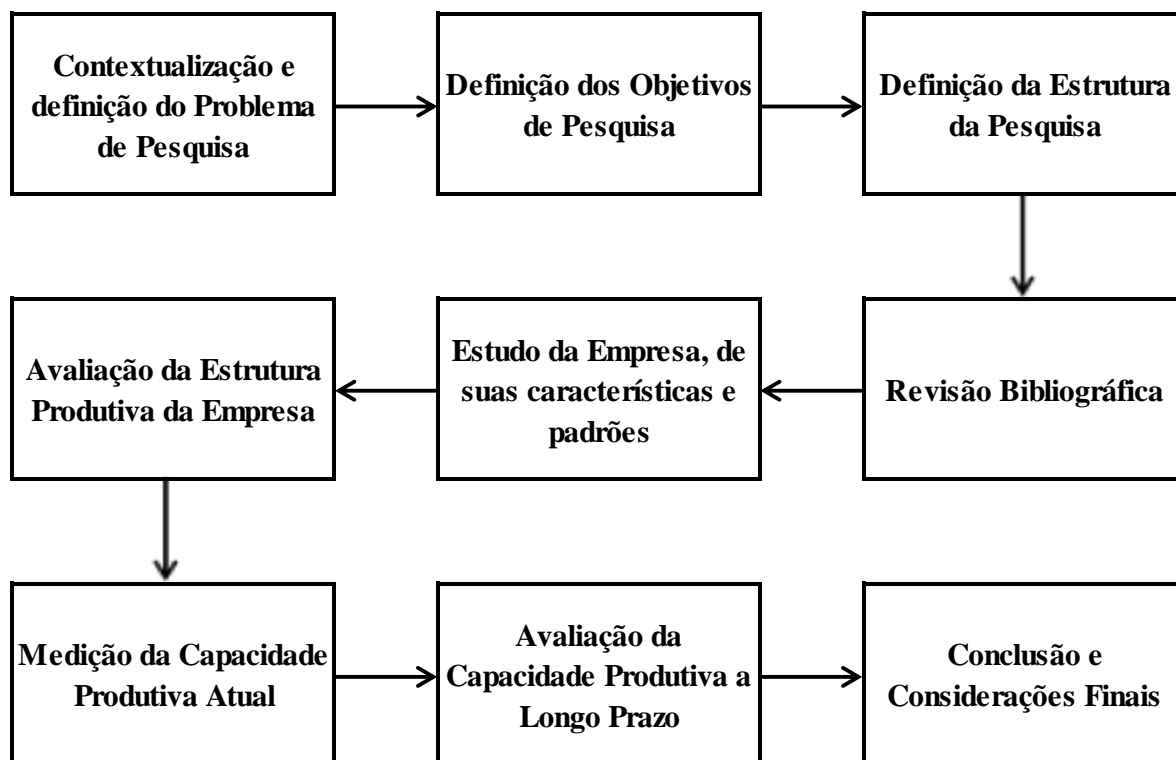 Contextualização e
definição do Problema
de Pesquisa
Definição dos Objetivos
de Pesquisa
Definição da Estrutura
da Pesquisa
Revisão Bibliográfica
Estudo da Empresa, de
suas características e
padrões
Avaliação da Estrutura
Produtiva da Empresa
Medição da Capacidade
Produtiva Atual
Avaliação da
Capacidade Produtiva a
Longo Prazo
Conclusão e
Considerações Finais